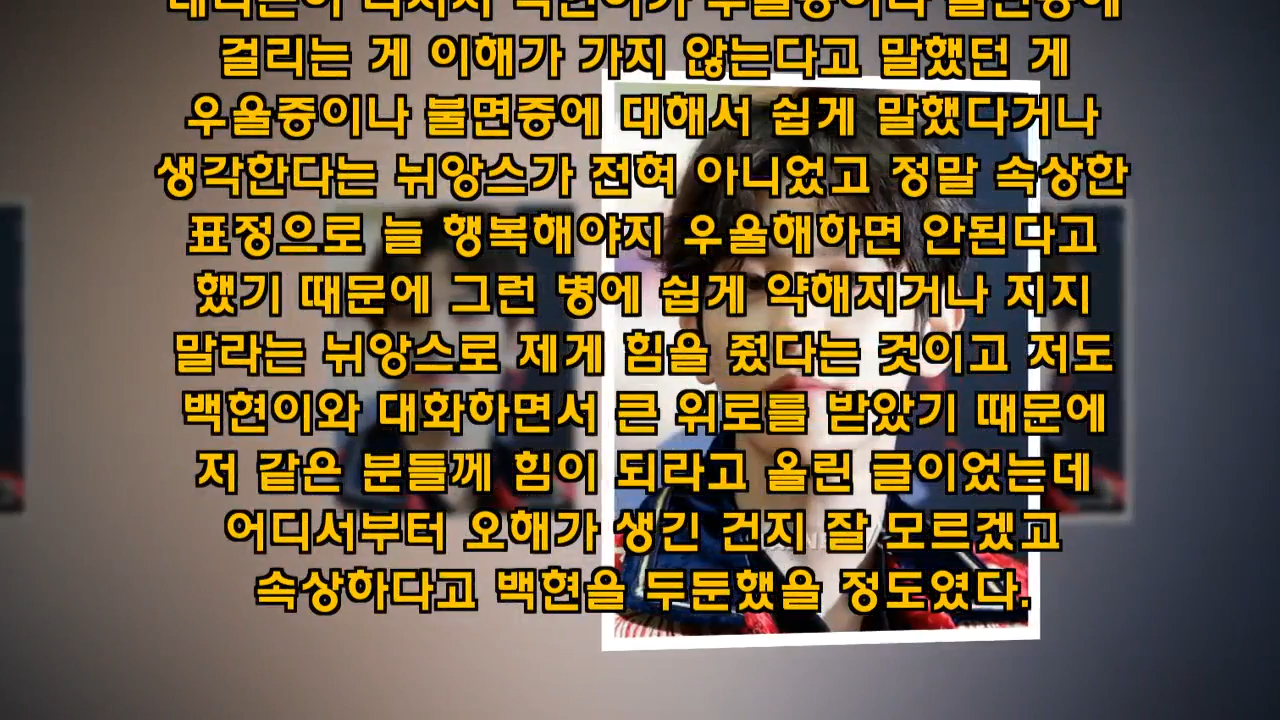 걸리는 게 이해가 가지 않는다고 말했던 게
우울증이나 불면증에 대해서 쉽게 말했다거나
생각한다는 뉘앙스가 전혀 아니었고 정말 속상한
표정으로 늘 행복해야지 우울해하면 안된다고
했기 때문에 그런 병에 쉽게 약해지거나 지지
말라는 뉘앙스로 제게 힘을 줬다는 것이고 저도
백현이와 대화하면서 큰 위로를 받았기 때문에
저 같은 분들께 힘이 되라고 올린 글이었는데
어디서부터 오해가 생긴 건지 잘 모르겠고
속상하다고 백현을 두둔했을 정도였다.